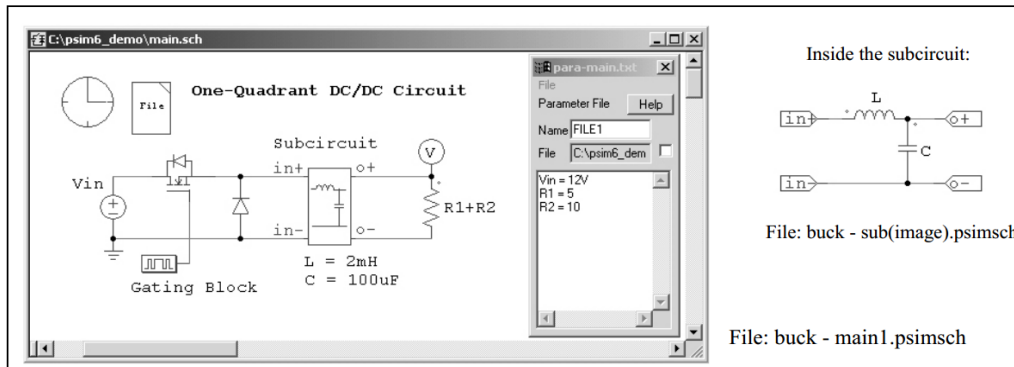 C:\psim6_demo\main.sch
File
One-Quadrant DC/DC Circuit
Subcircuit
in+
o+
V
Vin
R1+R2
in-
o-
L = 2mH
C = 100uF
Gating Block
para-main.txt
File
Parameter File
Help
Name
FILE1
File
C:\psim6_dem
Vin = 12V
R1 = 5
R2 = 10
Inside the subcircuit:
L
in+
o+
C
in-
o-
File: buck - sub(image).psimsch
File: buck - main1.psimsch